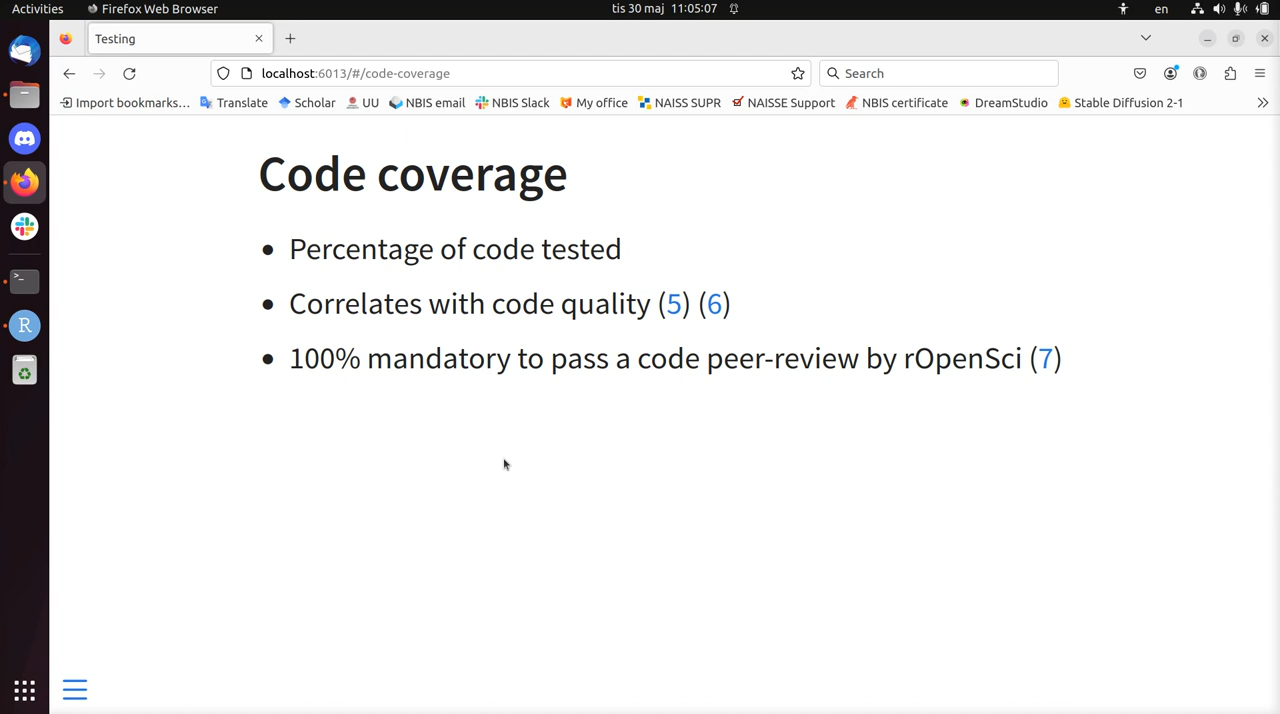 Activities
Firefox Web Browser
tis 30 maj 11:05:07
en
Testing
localhost:6013/#/code-coverage
Search
Import bookmarks...
Translate
Scholar
UU
NBIS email
NBIS Slack
My office
NAISS SUPR
NAISSE Support
NBIS certificate
DreamStudio
Stable Diffusion 2-1
Code coverage
• Percentage of code tested
• Correlates with code quality (5) (6)
• 100% mandatory to pass a code peer-review by rOpenSci (7)